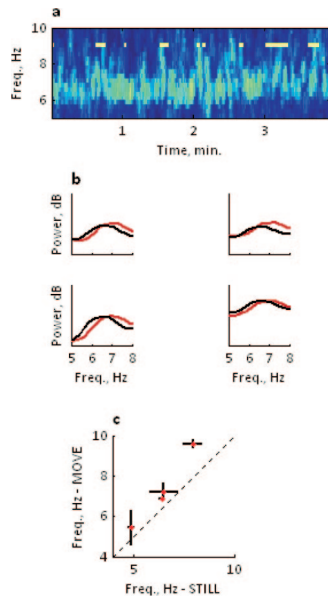 a
10
8
6
Freq., Hz
1 2 3
Time, min.
b
Power, dB
Power, dB
5 6 7 8
5 6 7 8
Freq., Hz
Freq., Hz
c
10
8
6
4
Freq., Hz - MOVE
5 10
Freq., Hz - STILL